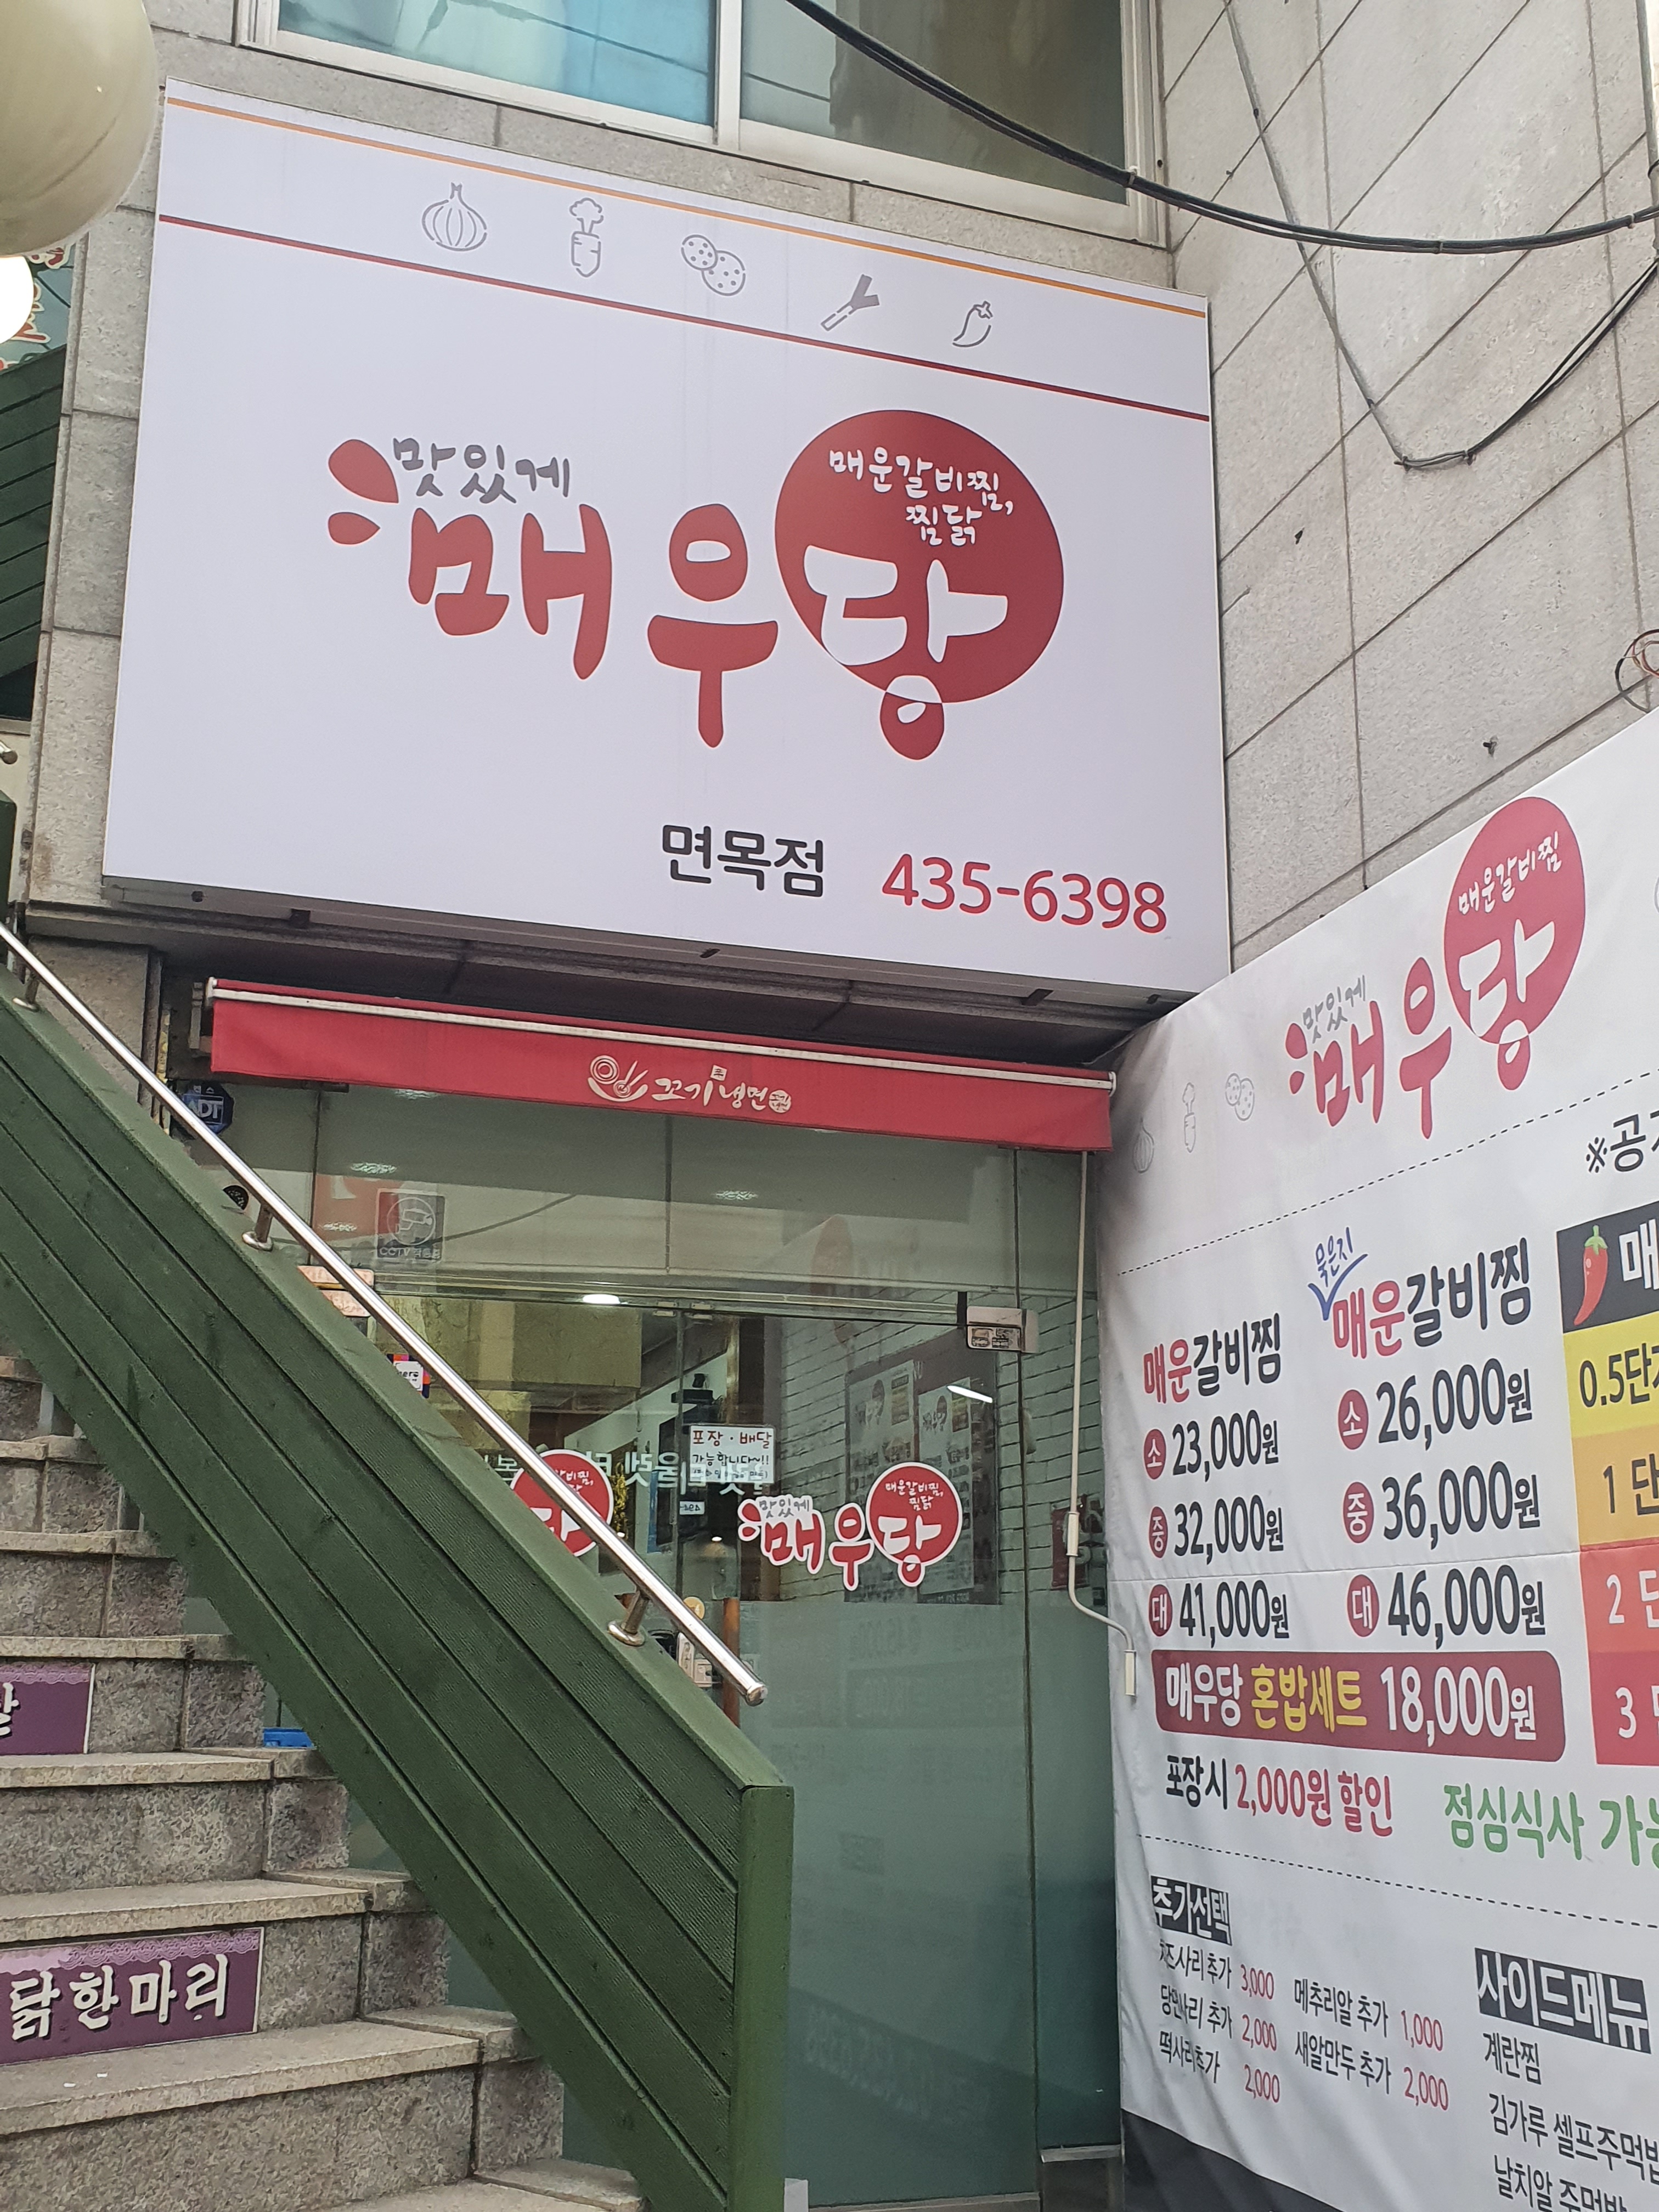 맛있게
매우당
매운갈비찜,
찜닭
면목점 435-6398
꼬기냉면
ADT
CCTV 작동중
포장·배달
가능합니다~!!
맛있게
매우당
매운갈비찜,
찜닭
닭한마리
맛있게
매우당
매운갈비찜
매운갈비찜
소 23,000원
중 32,000원
대 41,000원
묵은지
매운갈비찜
소 26,000원
중 36,000원
대 46,000원
매우당 혼밥세트 18,000원
포장시 2,000원 할인
점심식사
※공
매
0.5단
1 단
2 단
3
추가선택
치즈사리 추가 3,000
당면사리 추가 2,000
떡사리추가 2,000
메추리알 추가 1,000
새알만두 추가 2,000
사이드메뉴
계란찜
김가루 셀프주먹밥
날치알 주먹밥